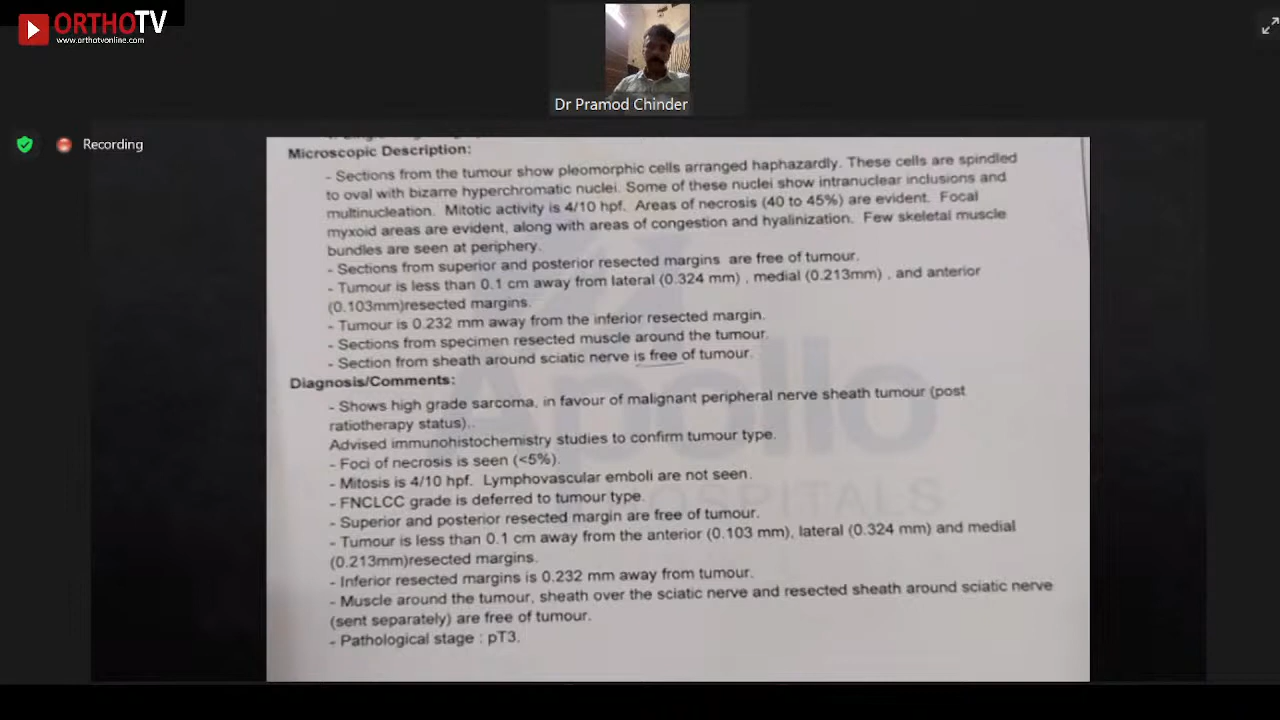 ORTHOTV
www.orthotvonline.com
Dr Pramod Chinder
Recording
Microscopic Description:
- Sections from the tumour show pleomorphic cells arranged haphazardly. These cells are spindled
to oval with bizarre hyperchromatic nuclei. Some of these nuclei show intranuclear inclusions and
multinucleation. Mitotic activity is 4/10 hpf. Areas of necrosis (40 to 45%) are evident. Focal
myxoid areas are evident, along with areas of congestion and hyalinization. Few skeletal muscle
bundles are seen at periphery.
- Sections from superior and posterior resected margins are free of tumour.
- Tumour is less than 0.1 cm away from lateral (0.324 mm) , medial (0.213mm) , and anterior
(0.103mm)resected margins.
- Tumour is 0.232 mm away from the inferior resected margin.
- Sections from specimen resected muscle around the tumour.
- Section from sheath around sciatic nerve is free of tumour.
Diagnosis/Comments:
- Shows high grade sarcoma, in favour of malignant peripheral nerve sheath tumour (post
ratiotherapy status)..
Advised immunohistochemistry studies to confirm tumour type.
- Foci of necrosis is seen (<5%).
- Mitosis is 4/10 hpf. Lymphovascular emboli are not seen.
- FNCLCC grade is deferred to tumour type.
- Superior and posterior resected margin are free of tumour.
- Tumour is less than 0.1 cm away from the anterior (0.103 mm), lateral (0.324 mm) and medial
(0.213mm)resected margins.
- Inferior resected margins is 0.232 mm away from tumour.
- Muscle around the tumour, sheath over the sciatic nerve and resected sheath around sciatic nerve
(sent separately) are free of tumour.
- Pathological stage : pT3.
Apollo
HOSPITALS